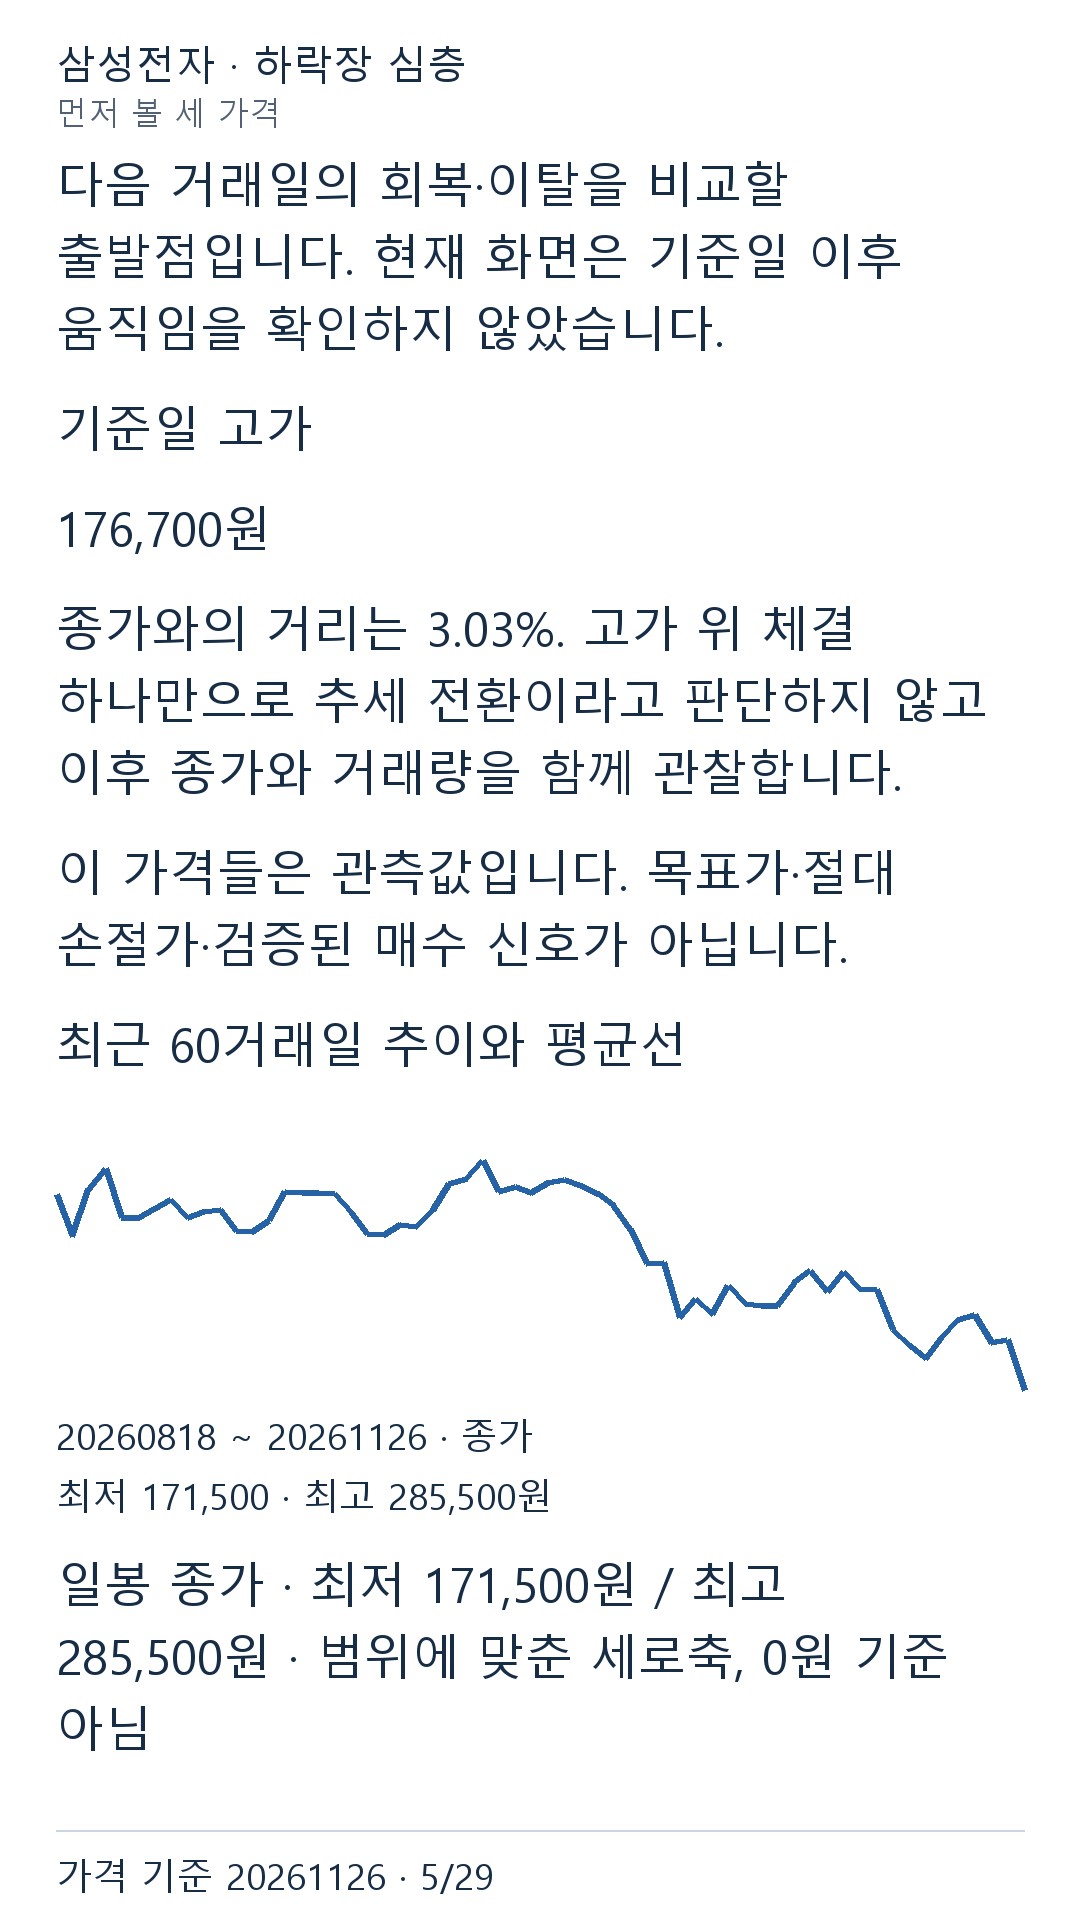 삼성전자 · 하락장 심층
먼저 볼 세 가격
다음 거래일의 회복·이탈을 비교할
출발점입니다. 현재 화면은 기준일 이후
움직임을 확인하지 않았습니다.
기준일 고가
176,700원
종가와의 거리는 3.03%. 고가 위 체결
하나만으로 추세 전환이라고 판단하지 않고
이후 종가와 거래량을 함께 관찰합니다.
이 가격들은 관측값입니다. 목표가·절대
손절가·검증된 매수 신호가 아닙니다.
최근 60거래일 추이와 평균선
20260818 ~ 20261126 · 종가
최저 171,500 · 최고 285,500원
일봉 종가 · 최저 171,500원 / 최고
285,500원 · 범위에 맞춘 세로축, 0원 기준
아님
가격 기준 20261126 · 5/29